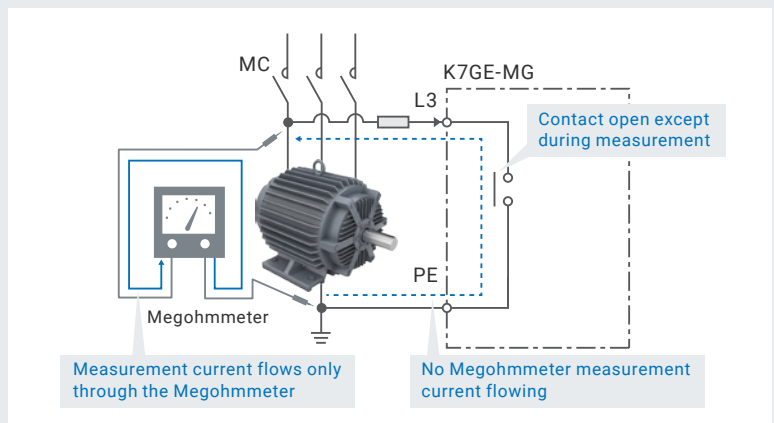 MC
K7GE-MG
L3
Contact open except
during measurement
PE
Megohmmeter
Measurement current flows only
through the Megohmmeter
No Megohmmeter measurement
current flowing